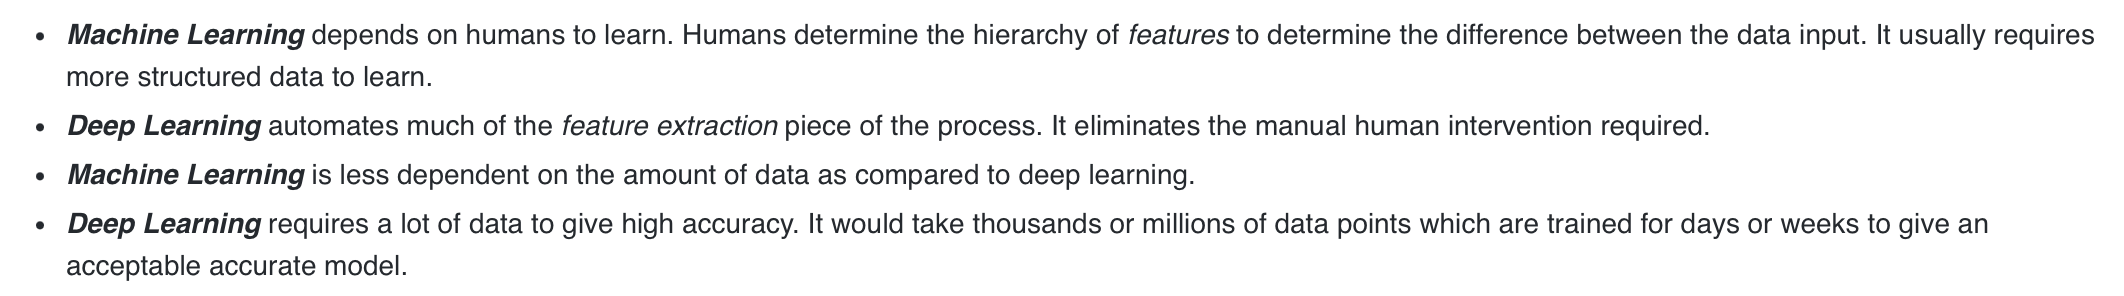 • Machine Learning depends on humans to learn. Humans determine the hierarchy of features to determine the difference between the data input. It usually requires
more structured data to learn.
• Deep Learning automates much of the feature extraction piece of the process. It eliminates the manual human intervention required.
• Machine Learning is less dependent on the amount of data as compared to deep learning.
• Deep Learning requires a lot of data to give high accuracy. It would take thousands or millions of data points which are trained for days or weeks to give an
acceptable accurate model.